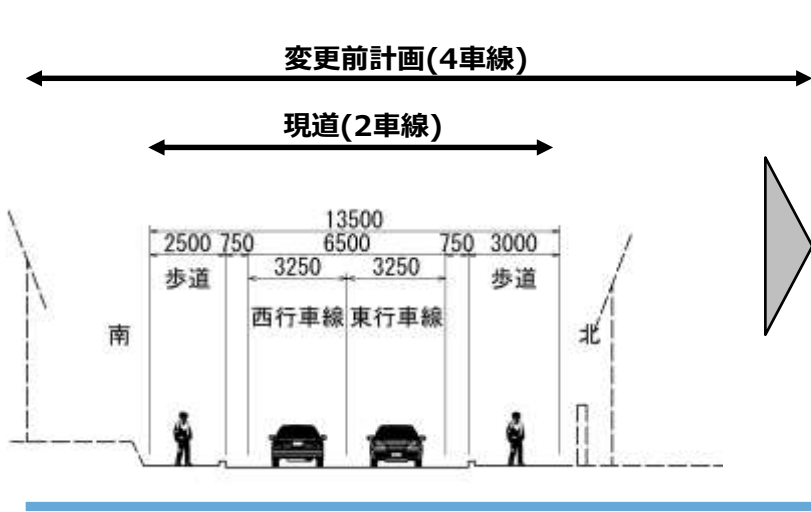 変更前計画(4車線)
現道(2車線)
13500
2500 750 6500 750 3000
歩道 3250 3250 歩道
西行車線 東行車線
南 北